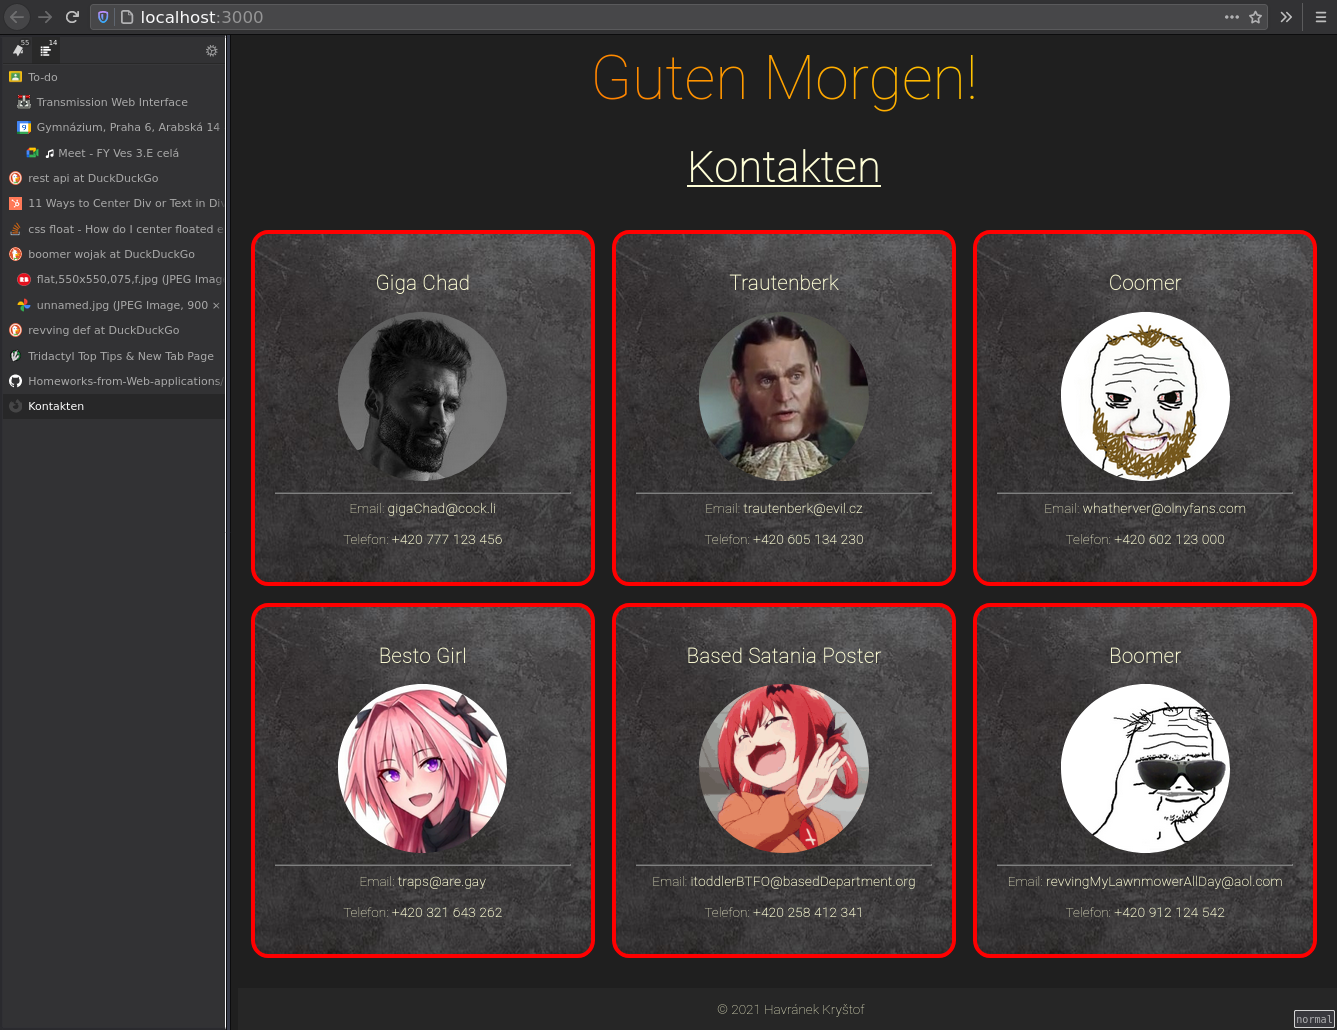 localhost:3000
55
14
To-do
Transmission Web Interface
Gymnázium, Praha 6, Arabská 14
Meet - FY Ves 3.E celá
rest api at DuckDuckGo
11 Ways to Center Div or Text in Div
css float - How do I center floated e
boomer wojak at DuckDuckGo
flat,550x550,075,f.jpg (JPEG Imag
unnamed.jpg (JPEG Image, 900 ×
revving def at DuckDuckGo
Tridactyl Top Tips & New Tab Page
Homeworks-from-Web-applications/
Kontakten
Guten Morgen!
Kontakten
Giga Chad
Email: gigaChad@cock.li
Telefon: +420 777 123 456
Trautenberk
Email: trautenberk@evil.cz
Telefon: +420 605 134 230
Coomer
Email: whatherver@olnyfans.com
Telefon: +420 602 123 000
Besto Girl
Email: traps@are.gay
Telefon: +420 321 643 262
Based Satania Poster
Email: itoddlerBTFO@basedDepartment.org
Telefon: +420 258 412 341
Boomer
Email: revvingMyLawnmowerAllDay@aol.com
Telefon: +420 912 124 542
© 2021 Havránek Kryštof
normal